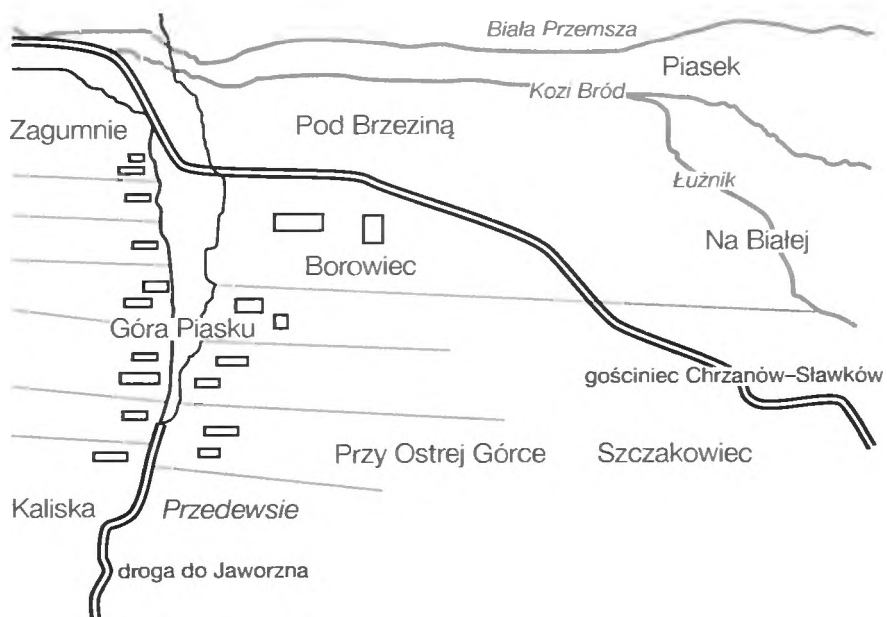 Biała Przemsza
Piasek
Kozi Bród
Zagumnie
Pod Brzeziną
Łużnik
Na Białej
Borowiec
Góra Piasku
gościniec Chrzanów–Sławków
Przy Ostrej Górce
Szczakowiec
Kaliska
Przedewsie
droga do Jaworzna